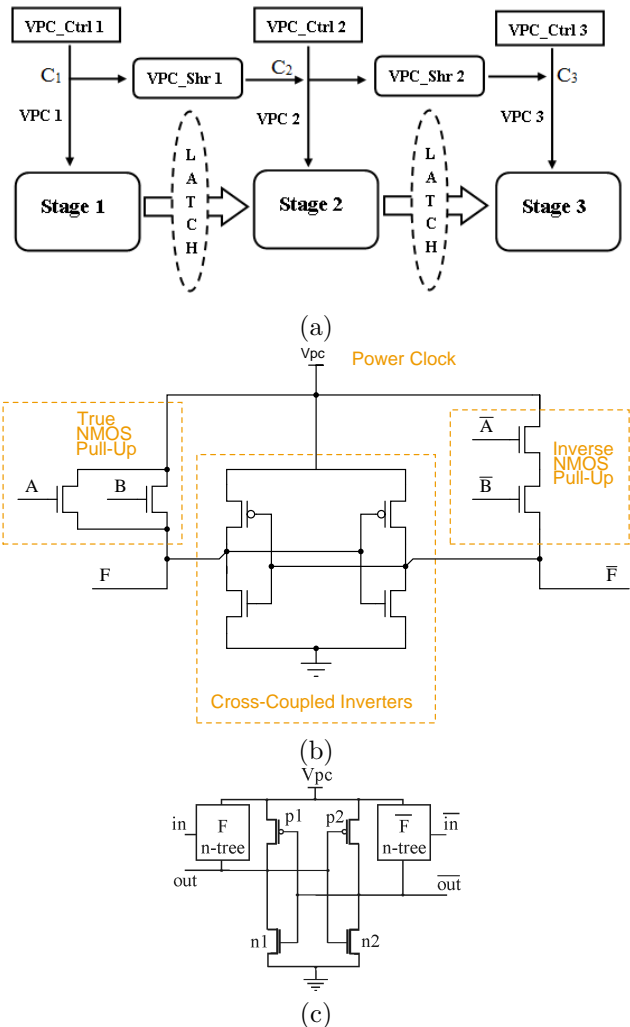 VPC_Ctrl 1 VPC_Ctrl 2 VPC_Ctrl 3
C1 VPC_Shr 1 C2 VPC_Shr 2 C3
VPC 1 VPC 2 VPC 3
LATCH LATCH
Stage 1 Stage 2 Stage 3
(a)
Vpc Power Clock
True
NMOS
Pull-Up
A B
F
A̅
B̅
Inverse
NMOS
Pull-Up
F̅
Cross-Coupled Inverters
(b)
Vpc
in F
n-tree
p1 p2
F̅
n-tree
i̅n̅
out o̅u̅t̅
n1 n2
(c)